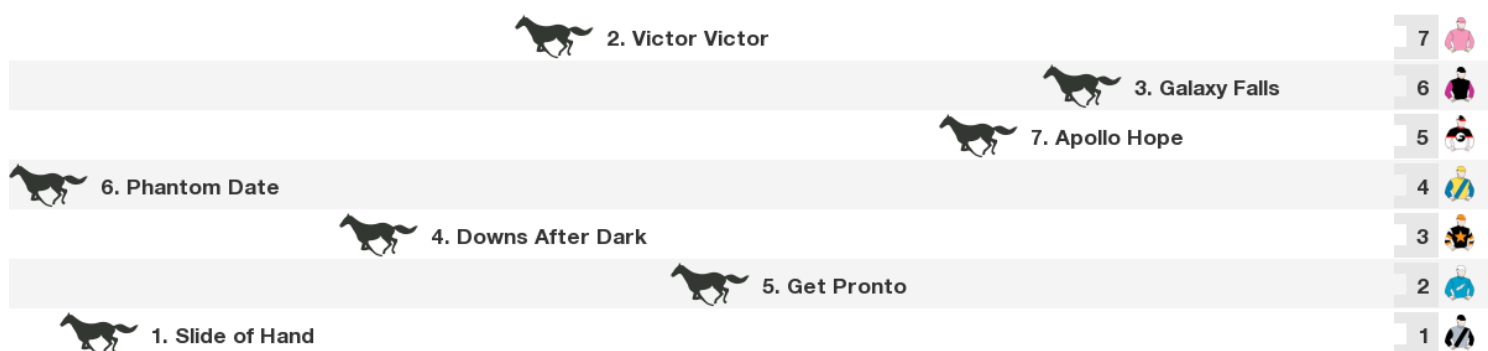 2. Victor Victor 7
3. Galaxy Falls 6
7. Apollo Hope 5
6. Phantom Date 4
4. Downs After Dark 3
5. Get Pronto 2
1. Slide of Hand 1